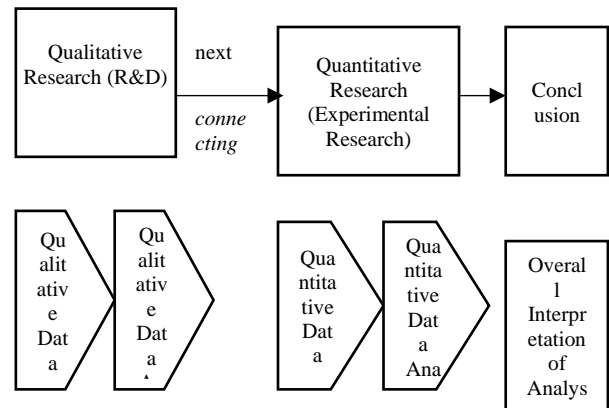 Qualitative
Research (R&D)
next
conne
cting
Quantitative
Research
(Experimental
Research)
Concl
usion
Qu
alit
ativ
e
Dat
a
Qu
alit
ativ
e
Dat
a
Qua
ntita
tive
Dat
a
Qua
ntita
tive
Dat
a
Ana
Overal
l
Interpr
etation
of
Analys